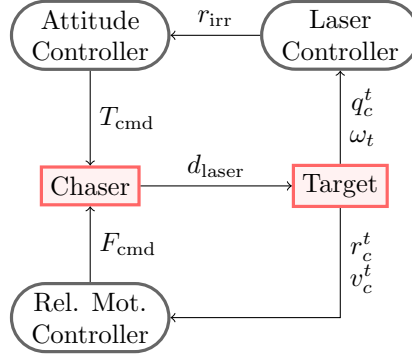 Attitude
Controller
r_irr
Laser
Controller
T_cmd
q_c^t
ω_t
Chaser
d_laser
Target
F_cmd
r_c^t
v_c^t
Rel. Mot.
Controller